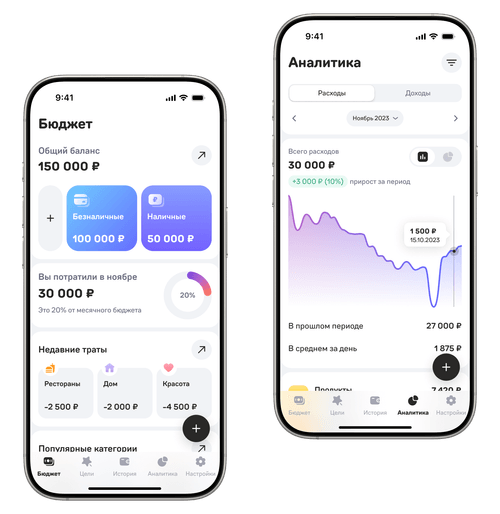 9:41
Бюджет
Общий баланс
150 000 ₽
+
Безналичные
100 000 ₽
Наличные
50 000 ₽
Вы потратили в ноябре
30 000 ₽
Это 20% от месячного бюджета
20%
Недавние траты
Рестораны
-2 500 ₽
Дом
-2 000 ₽
Красота
-4 500 ₽
+
Популярные категории
Бюджет
Цели
История
Аналитика
Настройки
9:41
Аналитика
Расходы
Доходы
Ноябрь 2023
Всего расходов
30 000 ₽
+3 000 ₽ (10%) прирост за период
1 500 ₽
15.10.2023
В прошлом периоде
27 000 ₽
В среднем за день
1 875 ₽
+
Продукты
7 420 ₽
Бюджет
Цели
История
Аналитика
Настройки